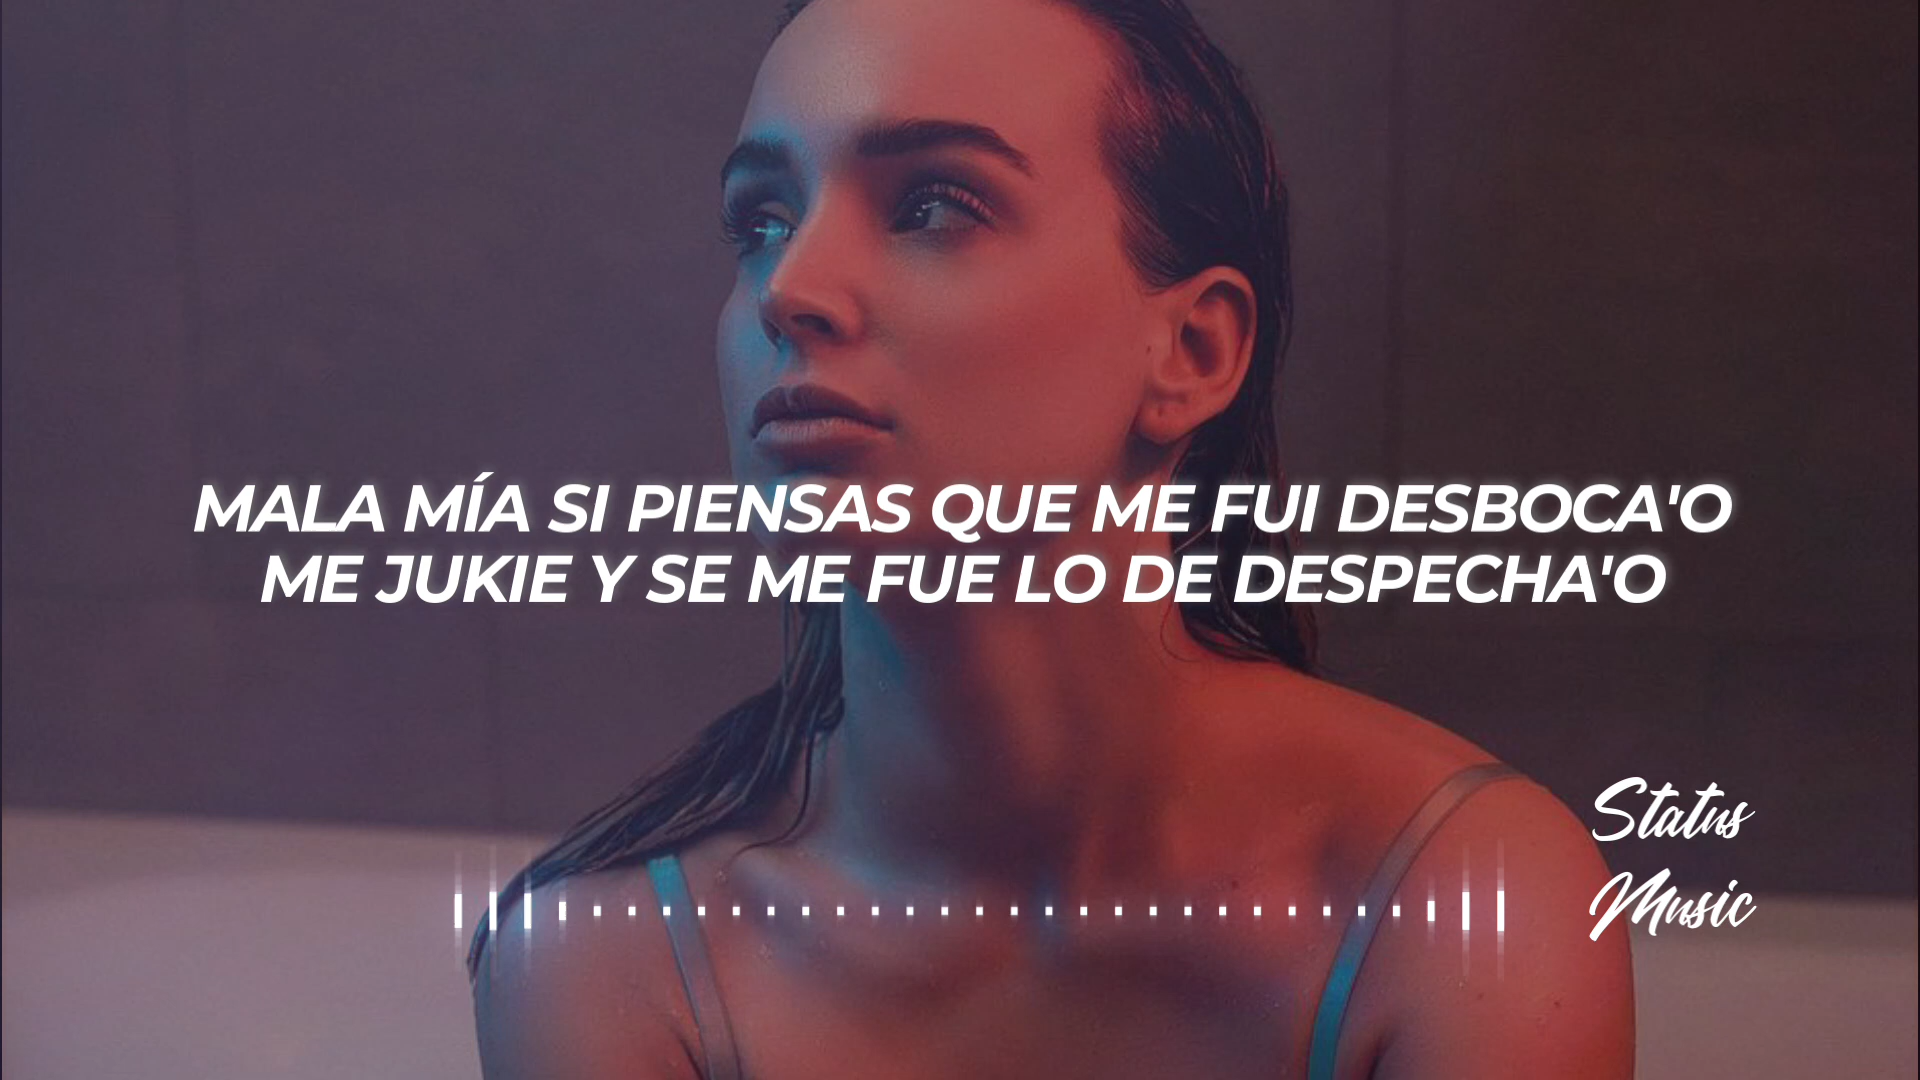 MALA MÍA SI PIENSAS QUE ME FUI DESBOCA'O
ME JUKIE Y SE ME FUE LO DE DESPECHA'O
Status
Music